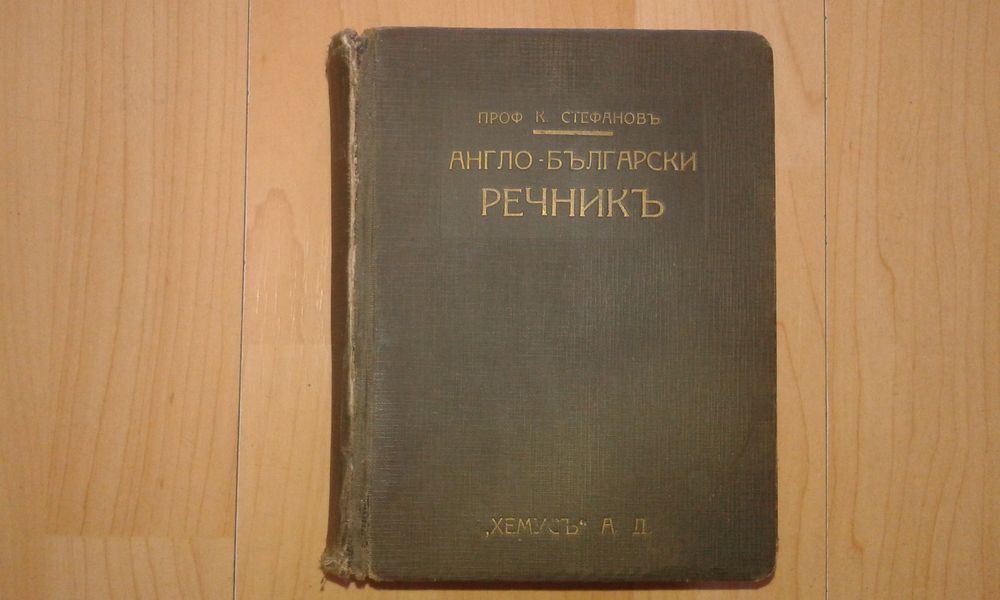 ПРОФ К. СТЕФАНОВЪ
АНГЛО-БЪЛГАРСКИ
РЕЧНИКЪ
„ХЕМУСЪ“ А. Д.